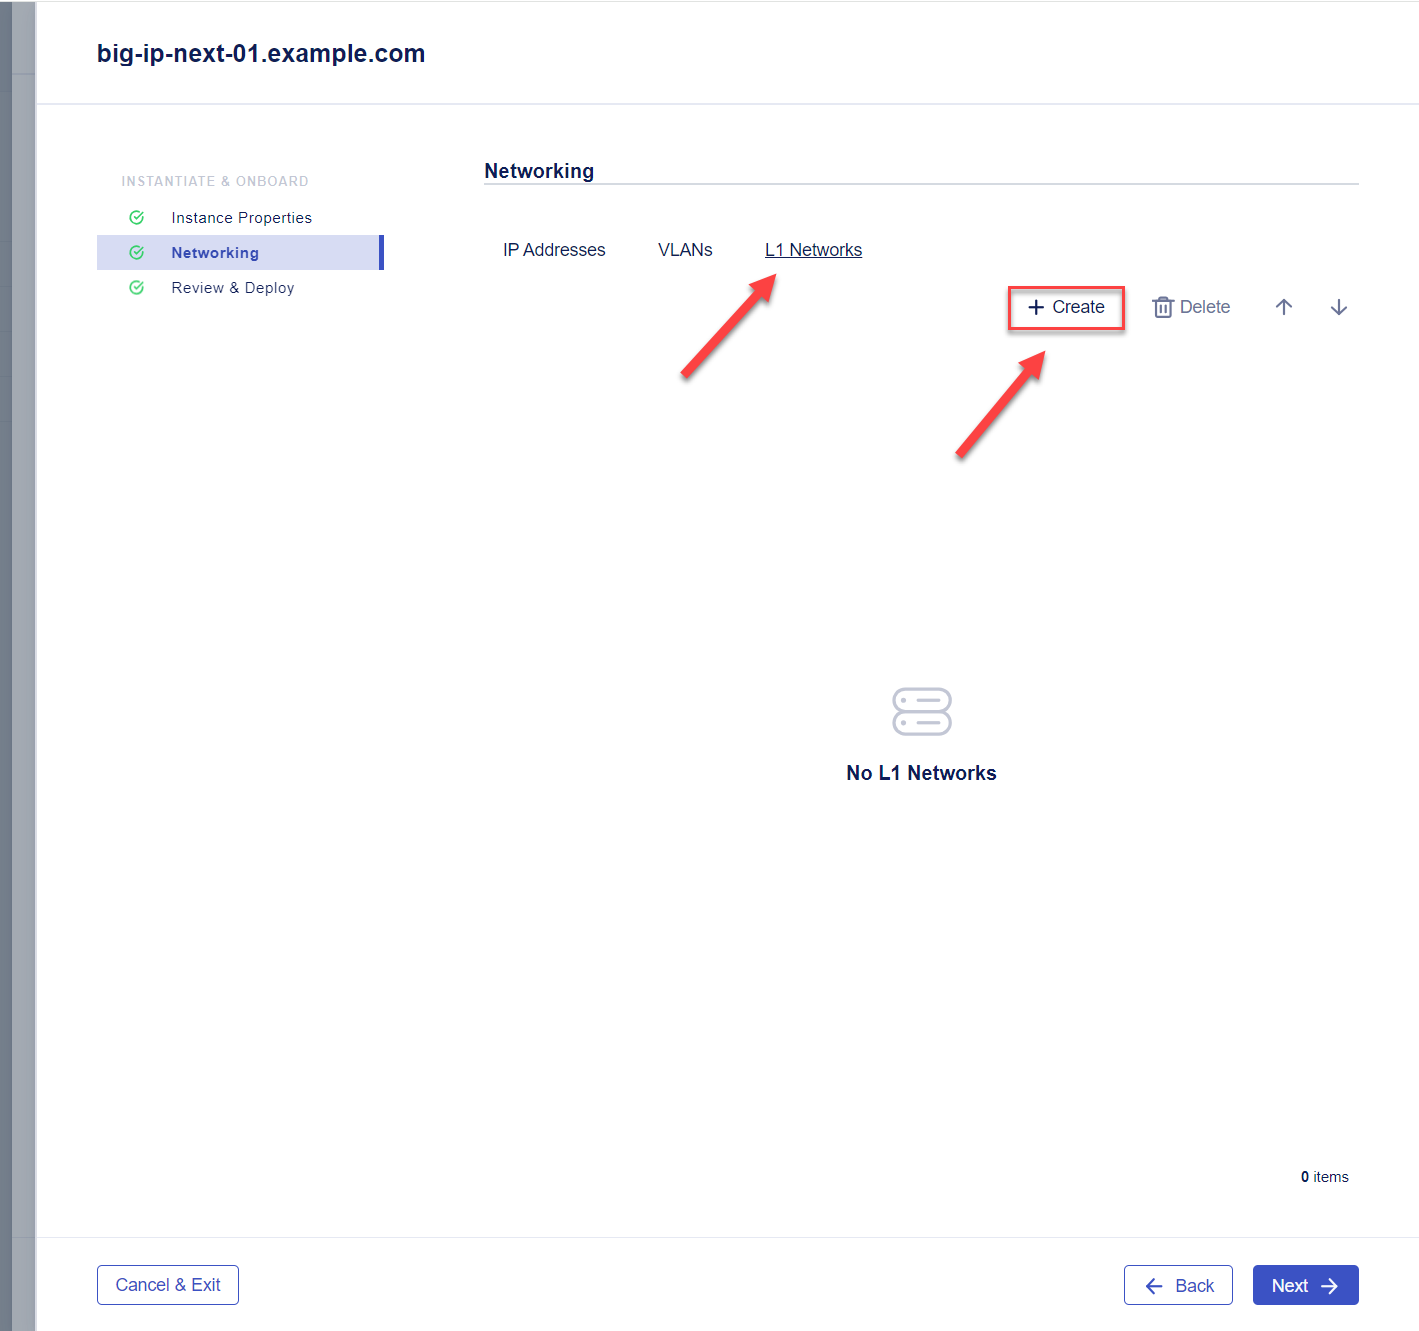 big-ip-next-01.example.com
INSTANTIATE & ONBOARD
Instance Properties
Networking
Review & Deploy
Networking
IP Addresses VLANs L1 Networks
Create Delete
No L1 Networks
0 items
Cancel & Exit Back Next